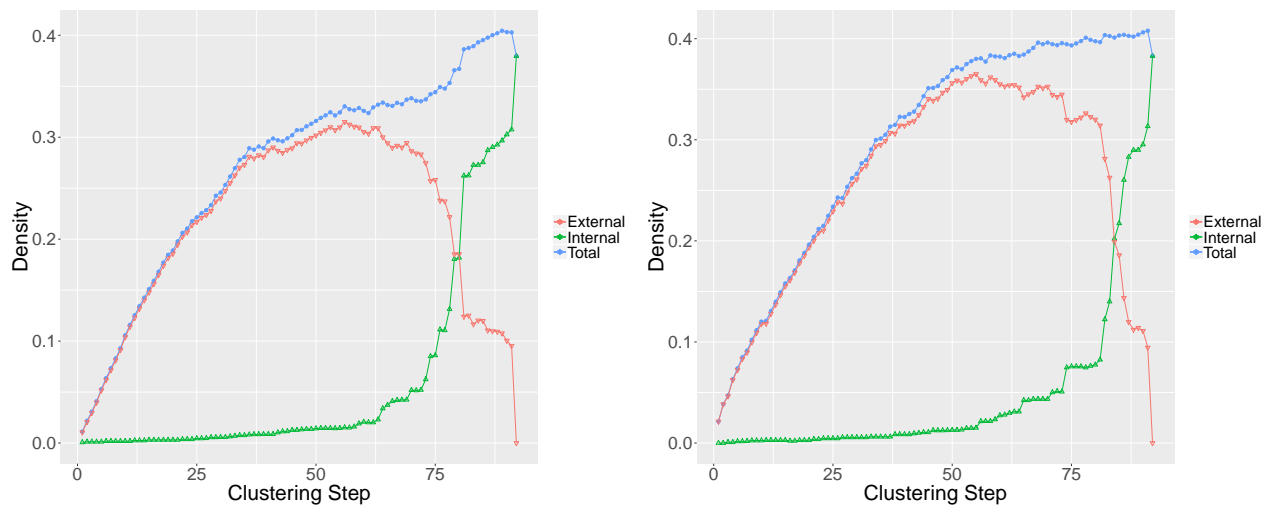 0.4
0.3
0.2
0.1
0.0
Density
0
25
50
75
Clustering Step
External
Internal
Total
0.4
0.3
0.2
0.1
0.0
Density
0
25
50
75
Clustering Step
External
Internal
Total